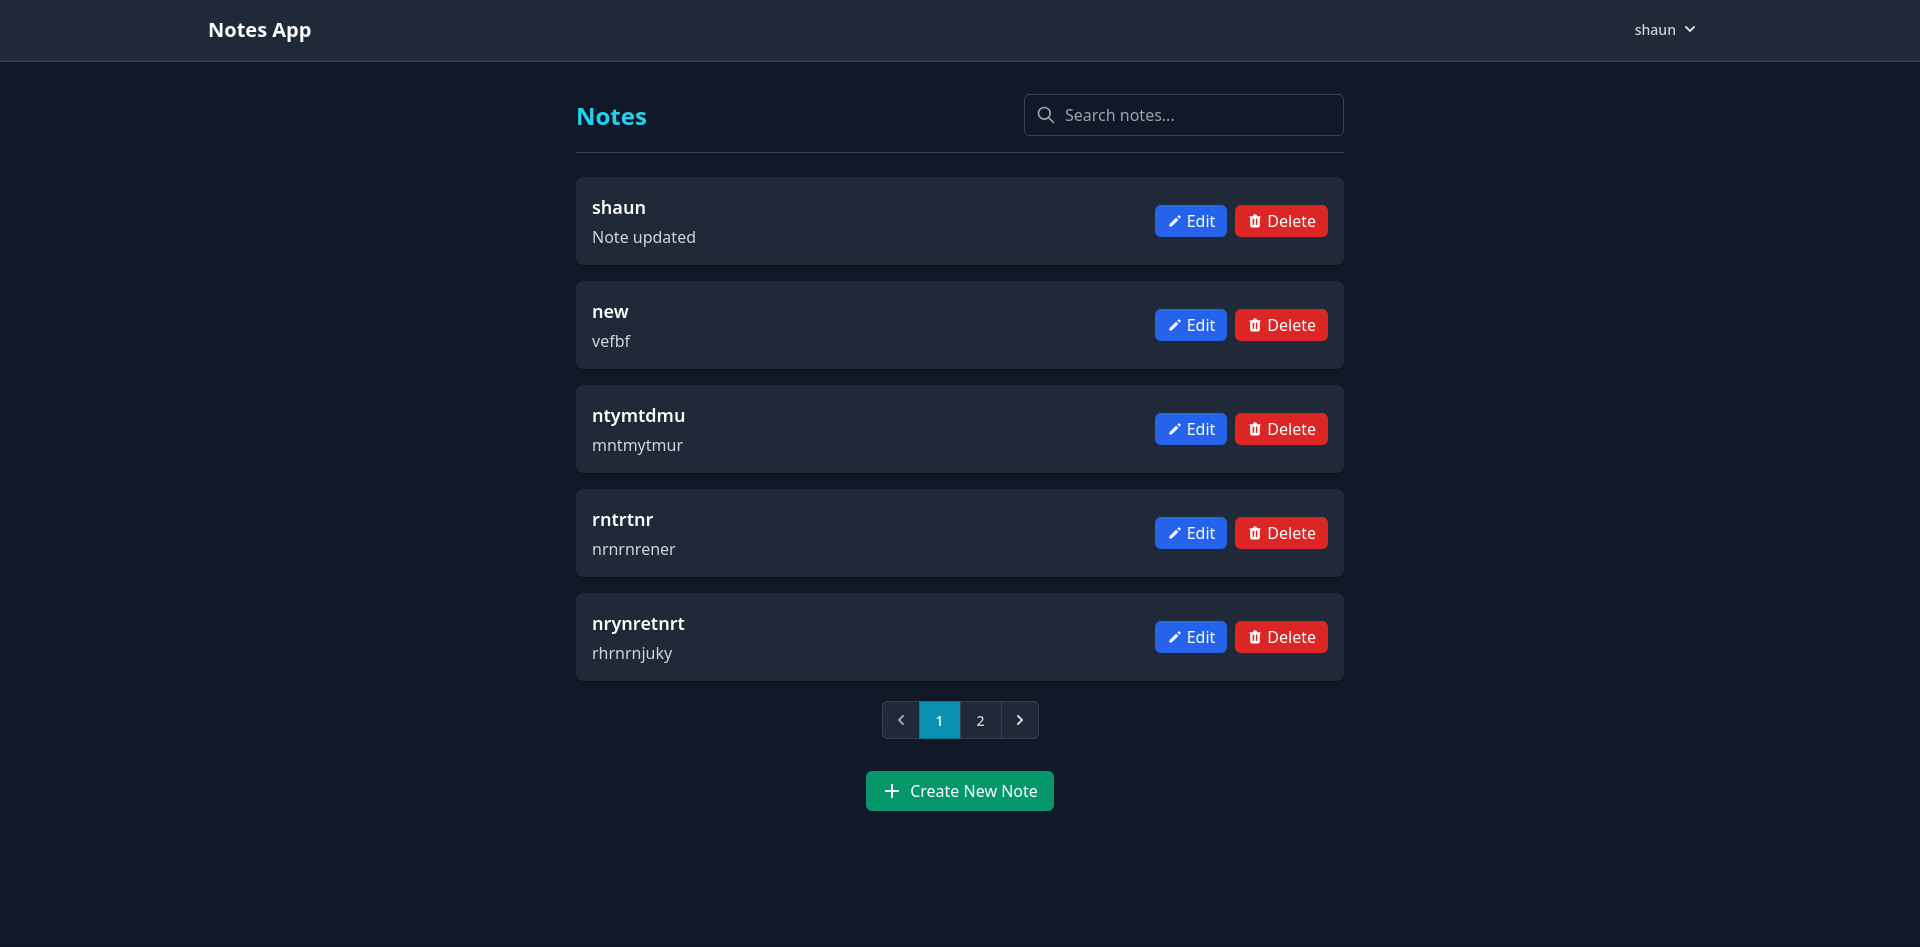 Notes App
shaun
Notes
Search notes...
shaun
Note updated
Edit
Delete
new
vefbf
Edit
Delete
ntymtdmu
mntmytmur
Edit
Delete
rntrtnr
nrnrnrener
Edit
Delete
nrynretnrt
rhrnrnjuky
Edit
Delete
1
2
Create New Note